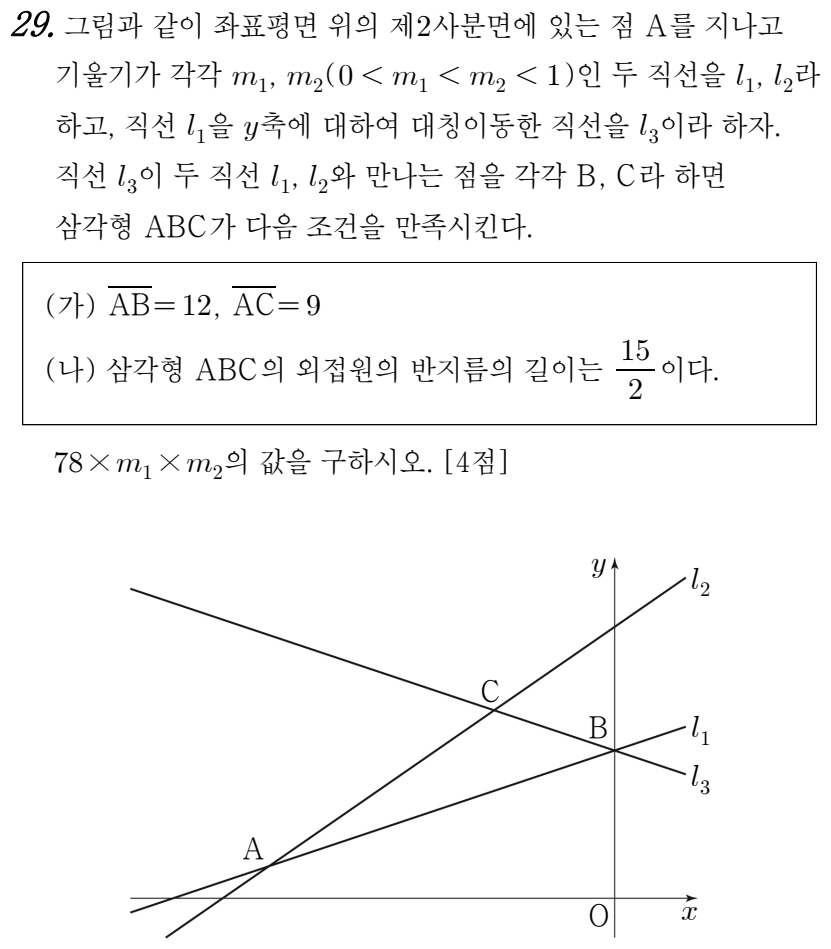 29. 그림과 같이 좌표평면 위의 제2사분면에 있는 점 A를 지나고
기울기가 각각 m₁, m₂(0 < m₁ < m₂ < 1)인 두 직선을 l₁, l₂라
하고, 직선 l₁을 y축에 대하여 대칭이동한 직선을 l₃이라 하자.
직선 l₃이 두 직선 l₁, l₂와 만나는 점을 각각 B, C라 하면
삼각형 ABC가 다음 조건을 만족시킨다.
(가) A̅B̅ = 12, A̅C̅ = 9
(나) 삼각형 ABC의 외접원의 반지름의 길이는 15/2 이다.
78 × m₁ × m₂의 값을 구하시오. [4점]
y
l₂
C
B
l₁
l₃
A
O
x